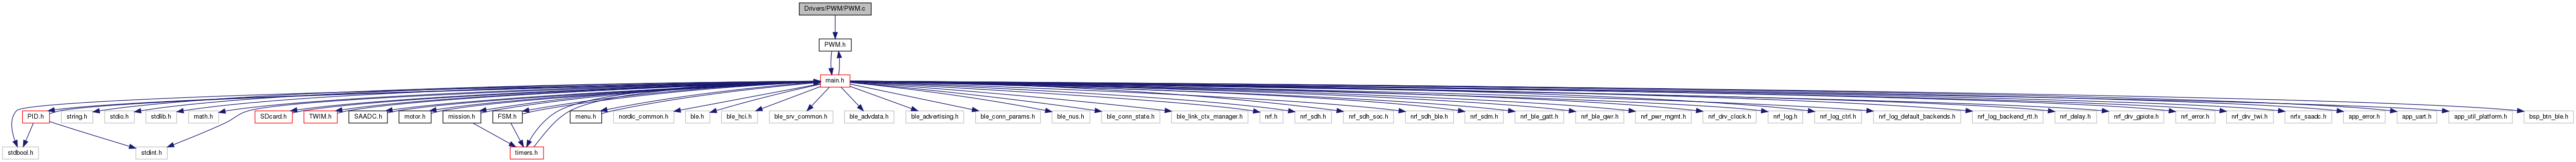 Drivers/PWM/PWM.c
PWM.h
main.h
PID.h
string.h
stdio.h
stdlib.h
math.h
SDcard.h
TWIM.h
SAADC.h
motor.h
mission.h
FSM.h
menu.h
nordic_common.h
ble.h
ble_hci.h
ble_srv_common.h
ble_advdata.h
ble_advertising.h
ble_conn_params.h
ble_nus.h
ble_conn_state.h
ble_link_ctx_manager.h
nrf.h
nrf_sdh.h
nrf_sdh_soc.h
nrf_sdh_ble.h
nrf_sdm.h
nrf_ble_gatt.h
nrf_ble_qwr.h
nrf_pwr_mgmt.h
nrf_drv_clock.h
nrf_log.h
nrf_log_ctrl.h
nrf_log_default_backends.h
nrf_log_backend_rtt.h
nrf_delay.h
nrf_drv_gpiote.h
nrf_error.h
nrf_drv_twi.h
nrfx_saadc.h
app_error.h
app_uart.h
app_util_platform.h
bsp_btn_ble.h
stdbool.h
stdint.h
timers.h